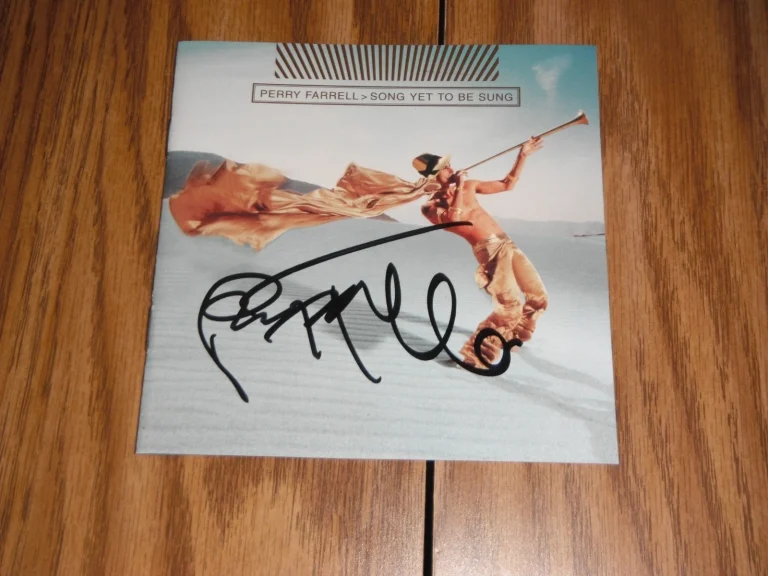 PERRY FARRELL > SONG YET TO BE SUNG